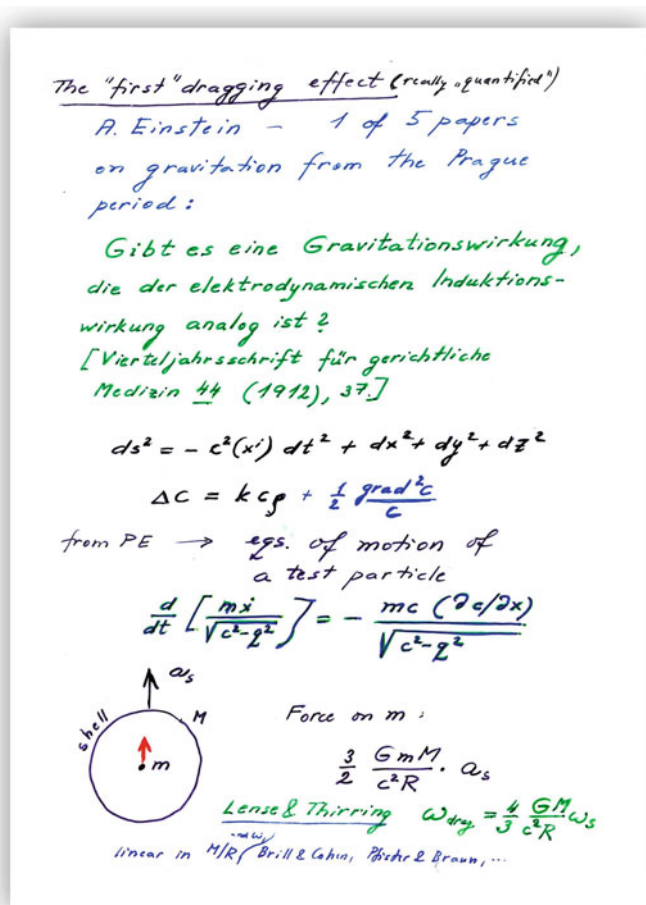 The "first" dragging effect (really „quantified")
A. Einstein – 1 of 5 papers
on gravitation from the Prague
period:
Gibt es eine Gravitationswirkung,
die der elektrodynamischen Induktions-
wirkung analog ist?
[Vierteljahrsschrift für gerichtliche
Medizin 44 (1912), 37.]
ds² = - c²(xⁱ) dt² + dx² + dy² + dz²
Δc = kcρ + 1/2 grad²c/c
from PE → eqs. of motion of
a test particle
d/dt [mẋ/√(c²-q²)] = - mc (∂c/∂x)/√(c²-q²)
a_s
shell M
m
Force on m:
3/2 GmM/c²R · a_s
Lense & Thirring ω_drag = 4/3 GM/c²R ω_s
linear in M/R Brill & Cohen, Pfister & Braun, ...